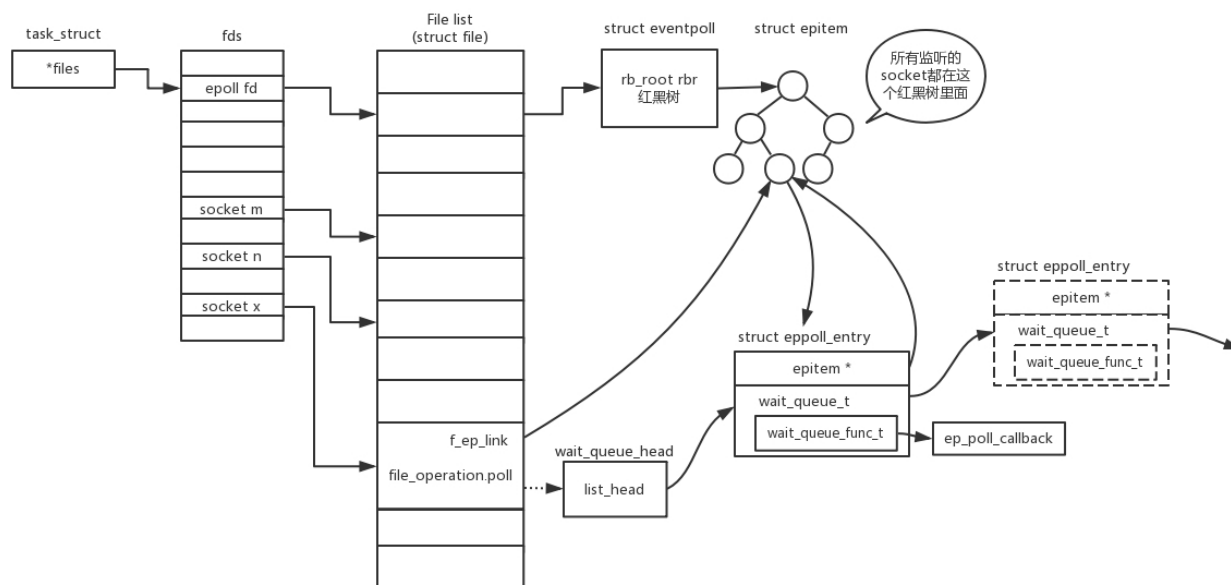 task_struct
*files
fds
epoll fd
socket m
socket n
socket x
File list
(struct file)
f_ep_link
file_operation.poll
struct eventpoll
rb_root rbr
红黑树
struct epitem
所有监听的
socket都在这
个红黑树里面
wait_queue_head
list_head
struct eppoll_entry
epitem *
wait_queue_t
wait_queue_func_t
ep_poll_callback
struct eppoll_entry
epitem *
wait_queue_t
wait_queue_func_t